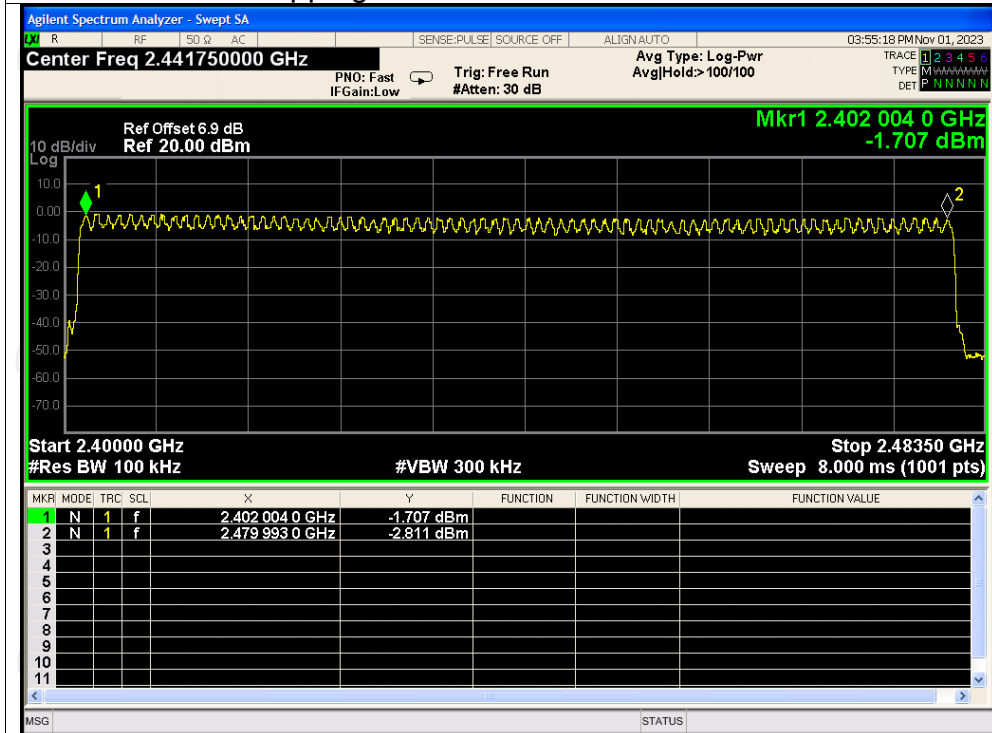 Agilent Spectrum Analyzer - Swept SA
LXI R RF 50 Ω AC SENSE:PULSE SOURCE OFF ALIGN AUTO 03:55:18 PM Nov 01, 2023
Center Freq 2.441750000 GHz Avg Type: Log-Pwr TRACE 1 2 3 4 5 6
PNO: Fast Trig: Free Run Avg|Hold:>100/100 TYPE M
IFGain:Low #Atten: 30 dB DET P N N N N N
Mkr1 2.402 004 0 GHz
Ref Offset 6.9 dB
10 dB/div Ref 20.00 dBm -1.707 dBm
Log
10.0
1
2
0.00
-10.0
-20.0
-30.0
-40.0
-50.0
-60.0
-70.0
Start 2.40000 GHz Stop 2.48350 GHz
#Res BW 100 kHz #VBW 300 kHz Sweep 8.000 ms (1001 pts)
MKR MODE TRC SCL X Y FUNCTION FUNCTION WIDTH FUNCTION VALUE
1 N 1 f 2.402 004 0 GHz -1.707 dBm
2 N 1 f 2.479 993 0 GHz -2.811 dBm
3
4
5
6
7
8
9
10
11
MSG STATUS